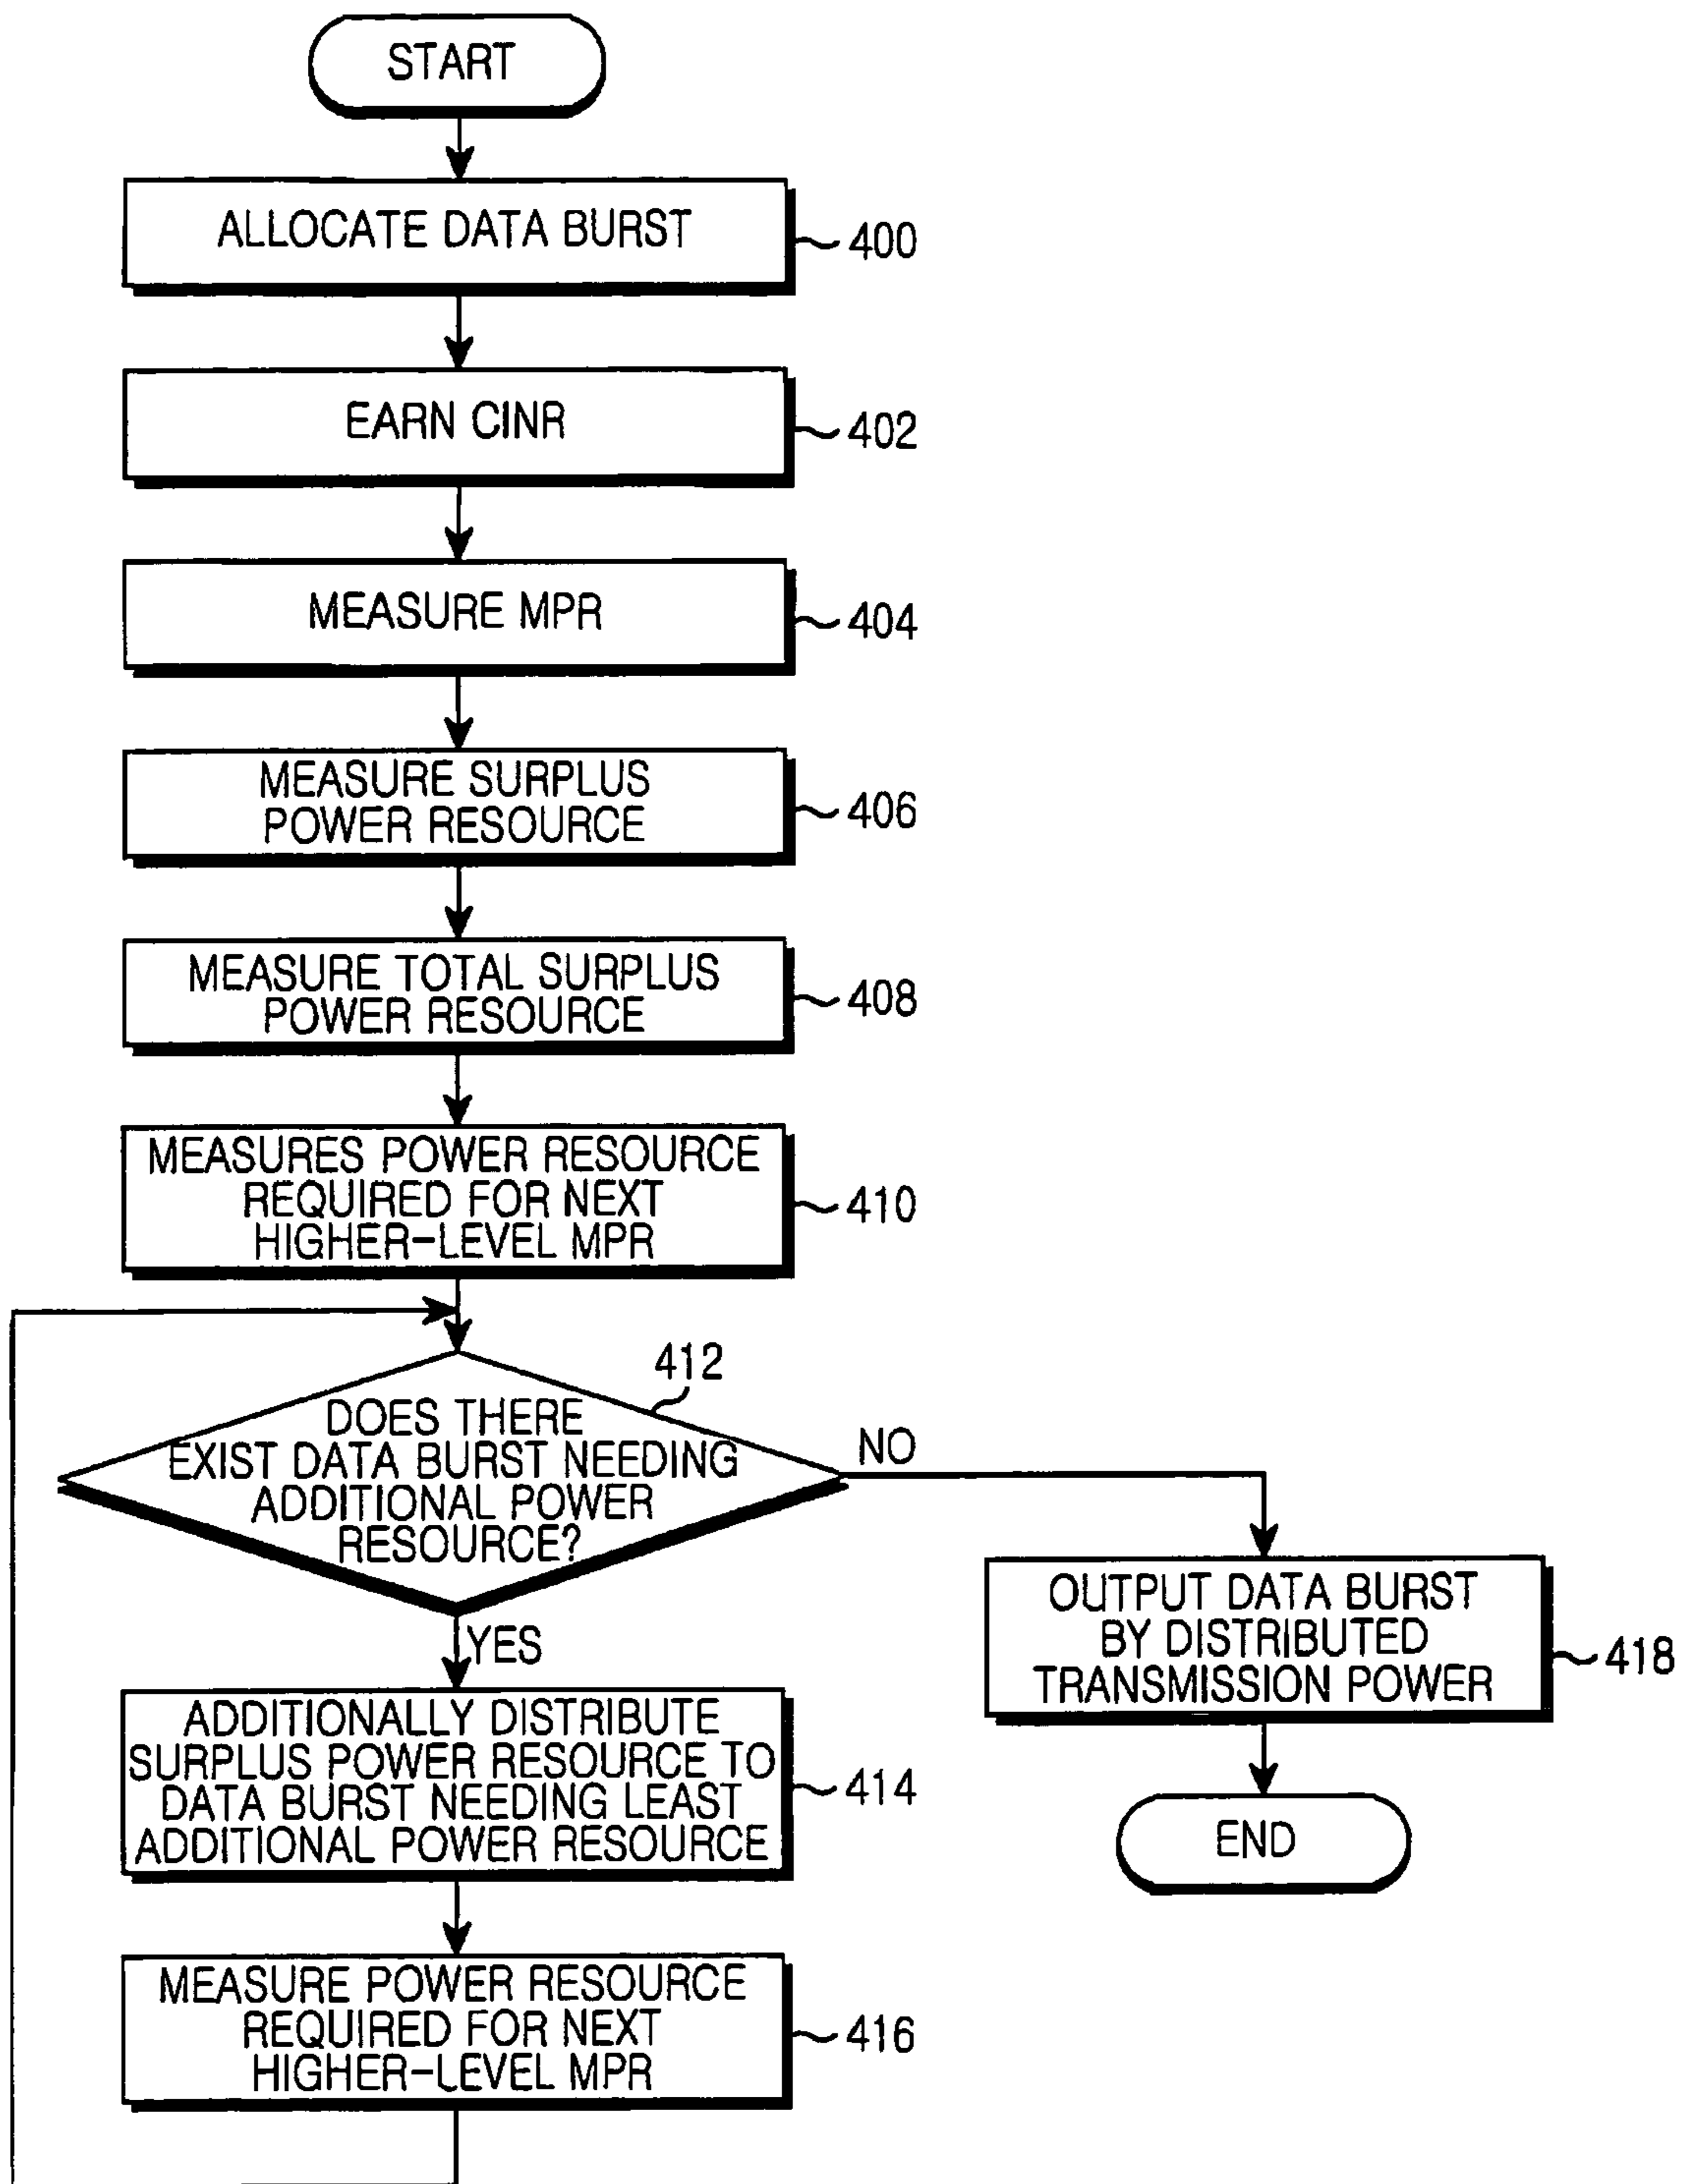 START
ALLOCATE DATA BURST
400
EARN CINR
402
MEASURE MPR
404
MEASURE SURPLUS
POWER RESOURCE
406
MEASURE TOTAL SURPLUS
POWER RESOURCE
408
MEASURES POWER RESOURCE
REQUIRED FOR NEXT
HIGHER-LEVEL MPR
410
412
DOES THERE
EXIST DATA BURST NEEDING
ADDITIONAL POWER
RESOURCE?
NO
YES
OUTPUT DATA BURST
BY DISTRIBUTED
TRANSMISSION POWER
418
END
ADDITIONALLY DISTRIBUTE
SURPLUS POWER RESOURCE TO
DATA BURST NEEDING LEAST
ADDITIONAL POWER RESOURCE
414
MEASURE POWER RESOURCE
REQUIRED FOR NEXT
HIGHER-LEVEL MPR
416